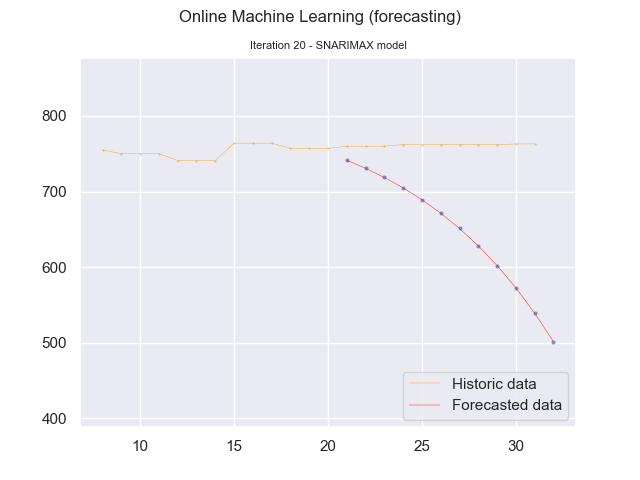 Online Machine Learning (forecasting)
Iteration 20 - SNARIMAX model
800
700
600
500
400
10 15 20 25 30
Historic data
Forecasted data